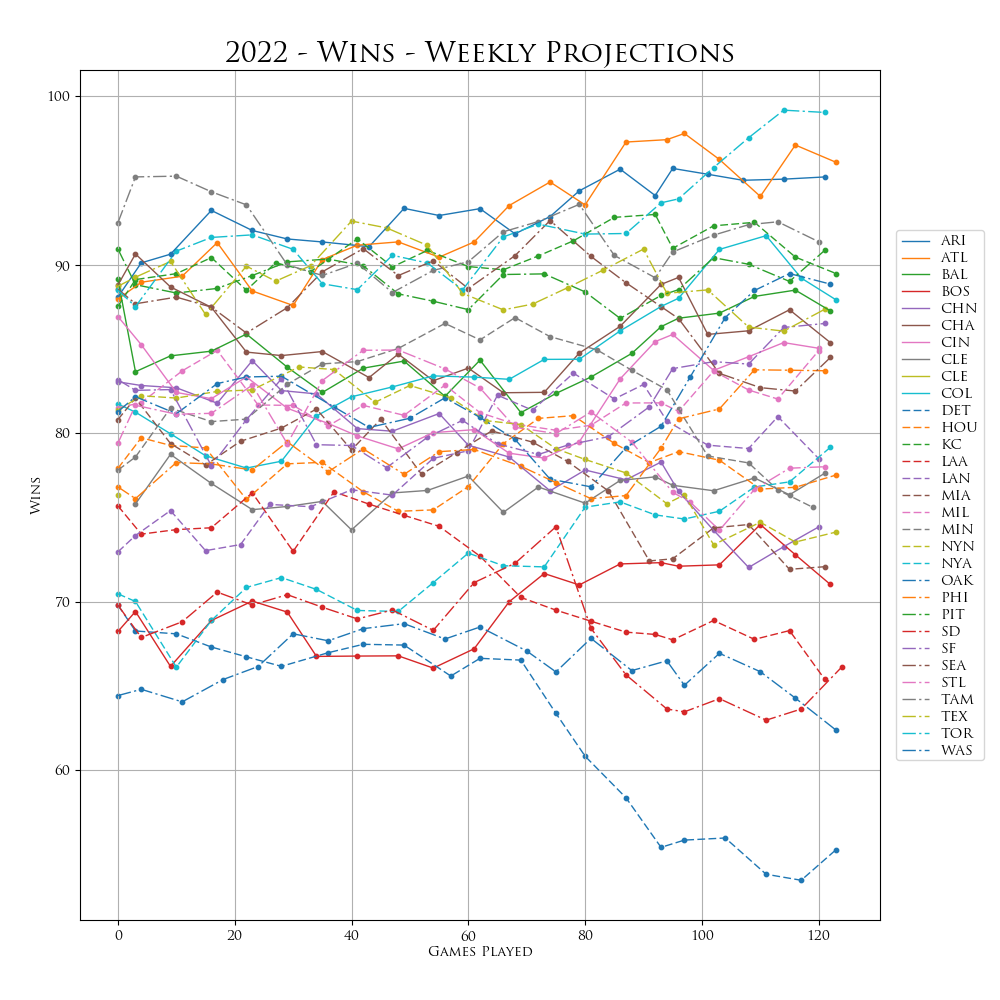 2022 - Wins - Weekly Projections
100
90
80
70
60
Wins
0 20 40 60 80 100 120
Games Played
ARI
ATL
BAL
BOS
CHN
CHA
CIN
CLE
CLE
COL
DET
HOU
KC
LAA
LAN
MIA
MIL
MIN
NYN
NYA
OAK
PHI
PIT
SD
SF
SEA
STL
TAM
TEX
TOR
WAS